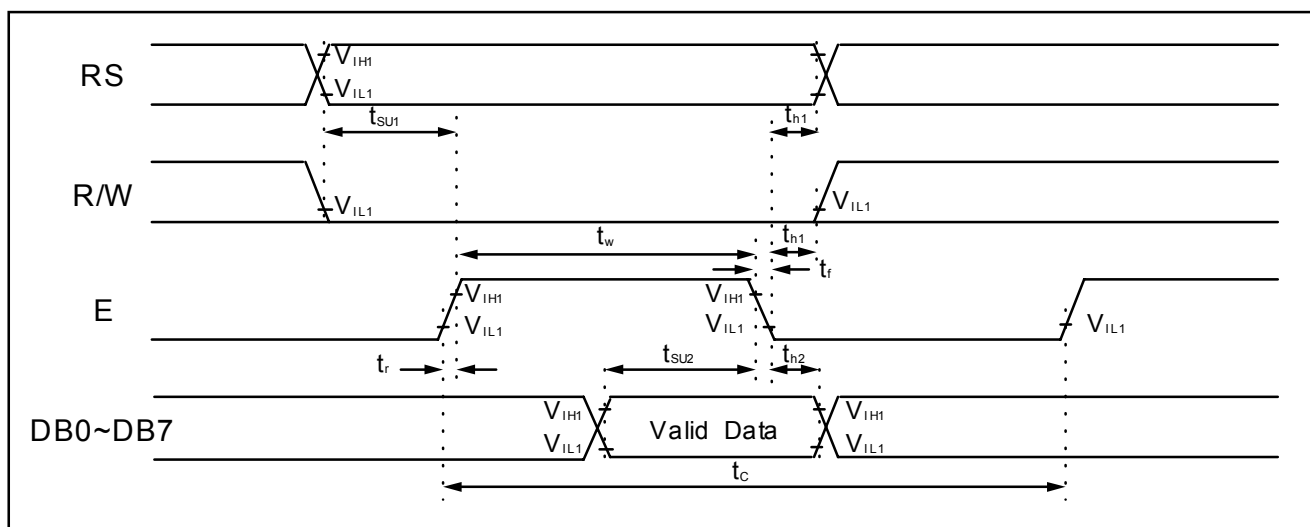 RS
VIH1
VIL1
tSU1
th1
R/W
VIL1
VIL1
tw
th1
tf
E
VIH1
VIL1
VIH1
VIL1
VIL1
tr
tSU2
th2
DB0~DB7
VIH1
VIL1
Valid Data
VIH1
VIL1
tC